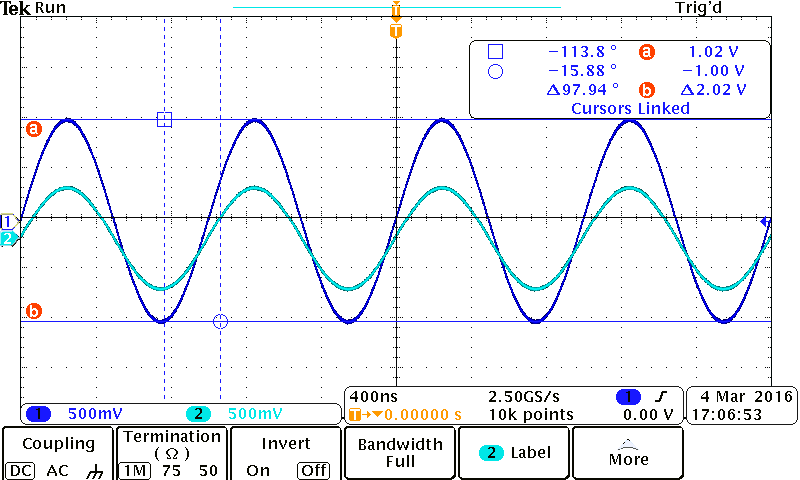 Tek Run Trig'd
T
T
−113.8 ° a 1.02 V
−15.88 ° −1.00 V
Δ97.94 ° b Δ2.02 V
Cursors Linked
a
1
2
b
1 500mV 2 500mV
400ns 2.50GS/s 1
T→▼0.00000 s 10k points 0.00 V
4 Mar 2016
17:06:53
Coupling
DC AC
Termination
(Ω)
1M 75 50
Invert
On Off
Bandwidth
Full
2 Label
More